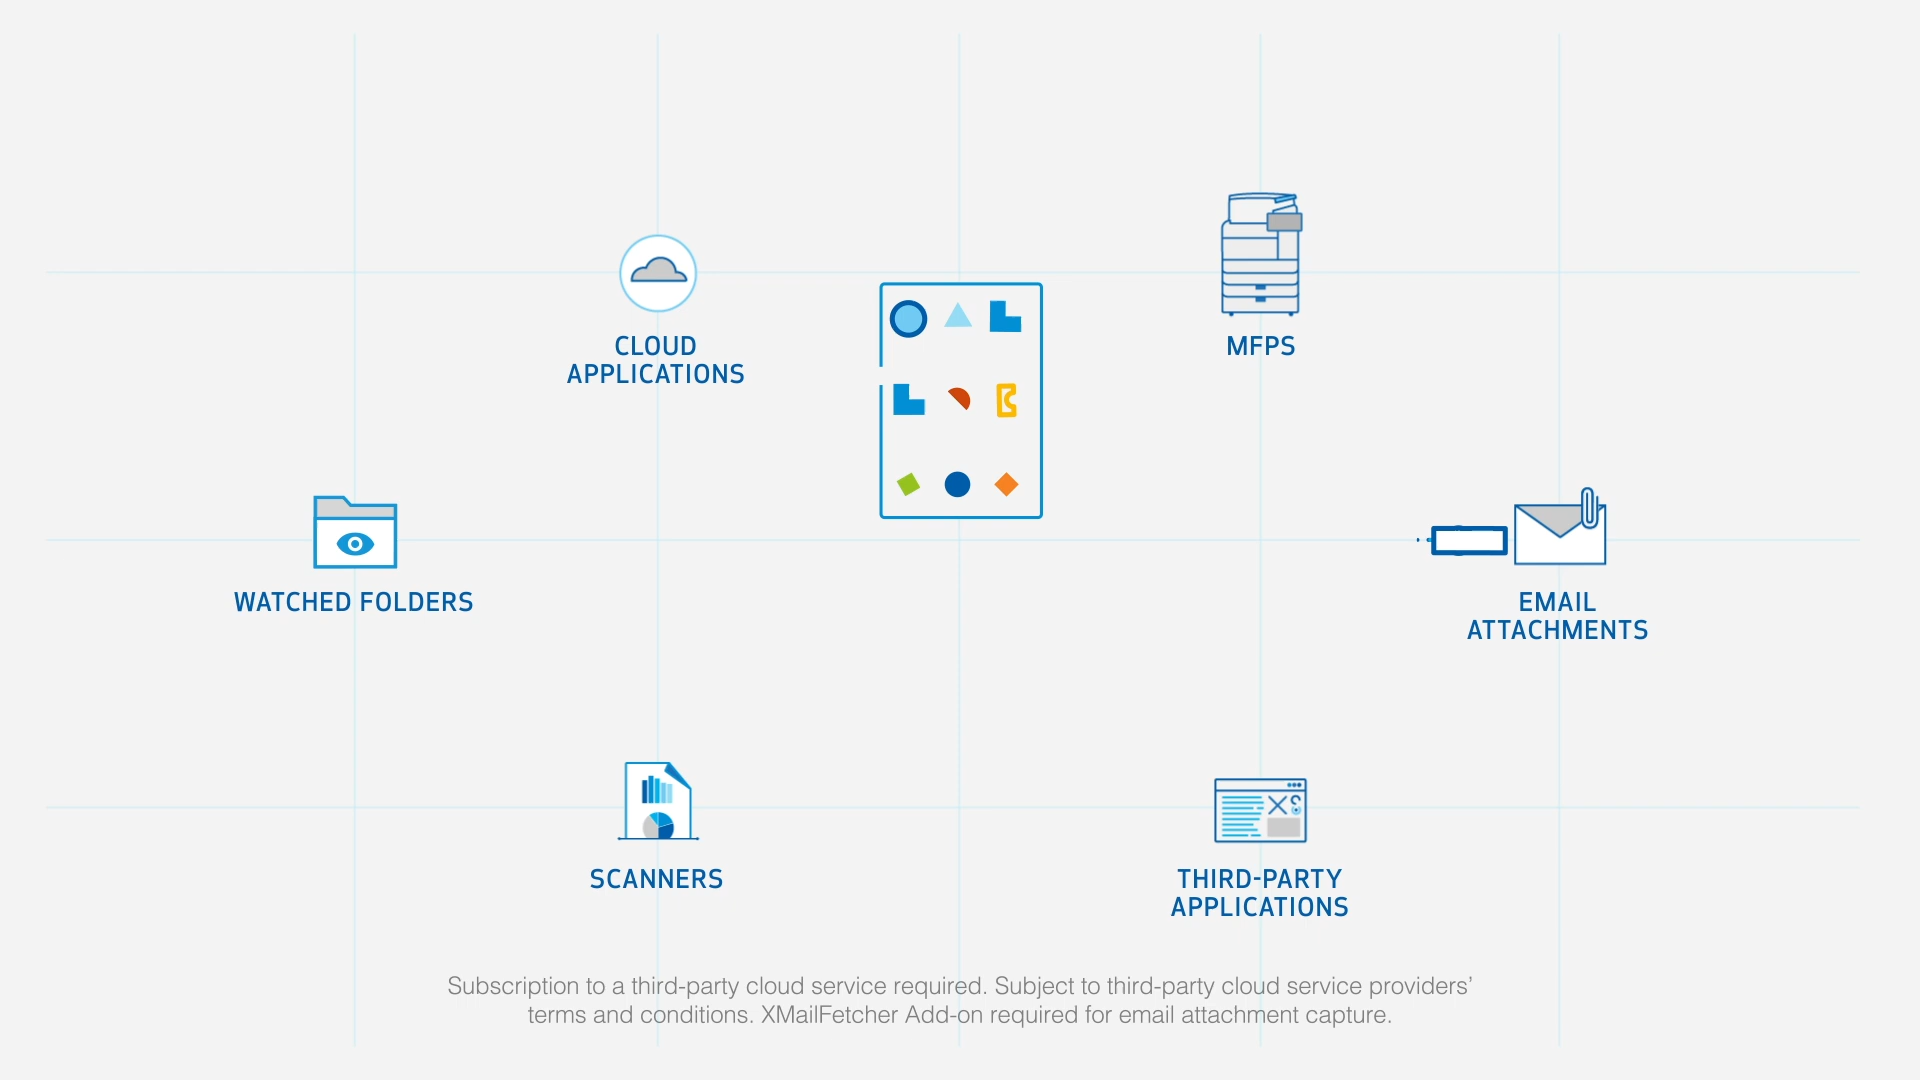 CLOUD
APPLICATIONS
MFPS
WATCHED FOLDERS
EMAIL
ATTACHMENTS
SCANNERS
THIRD-PARTY
APPLICATIONS
Subscription to a third-party cloud service required. Subject to third-party cloud service providers’
terms and conditions. XMailFetcher Add-on required for email attachment capture.